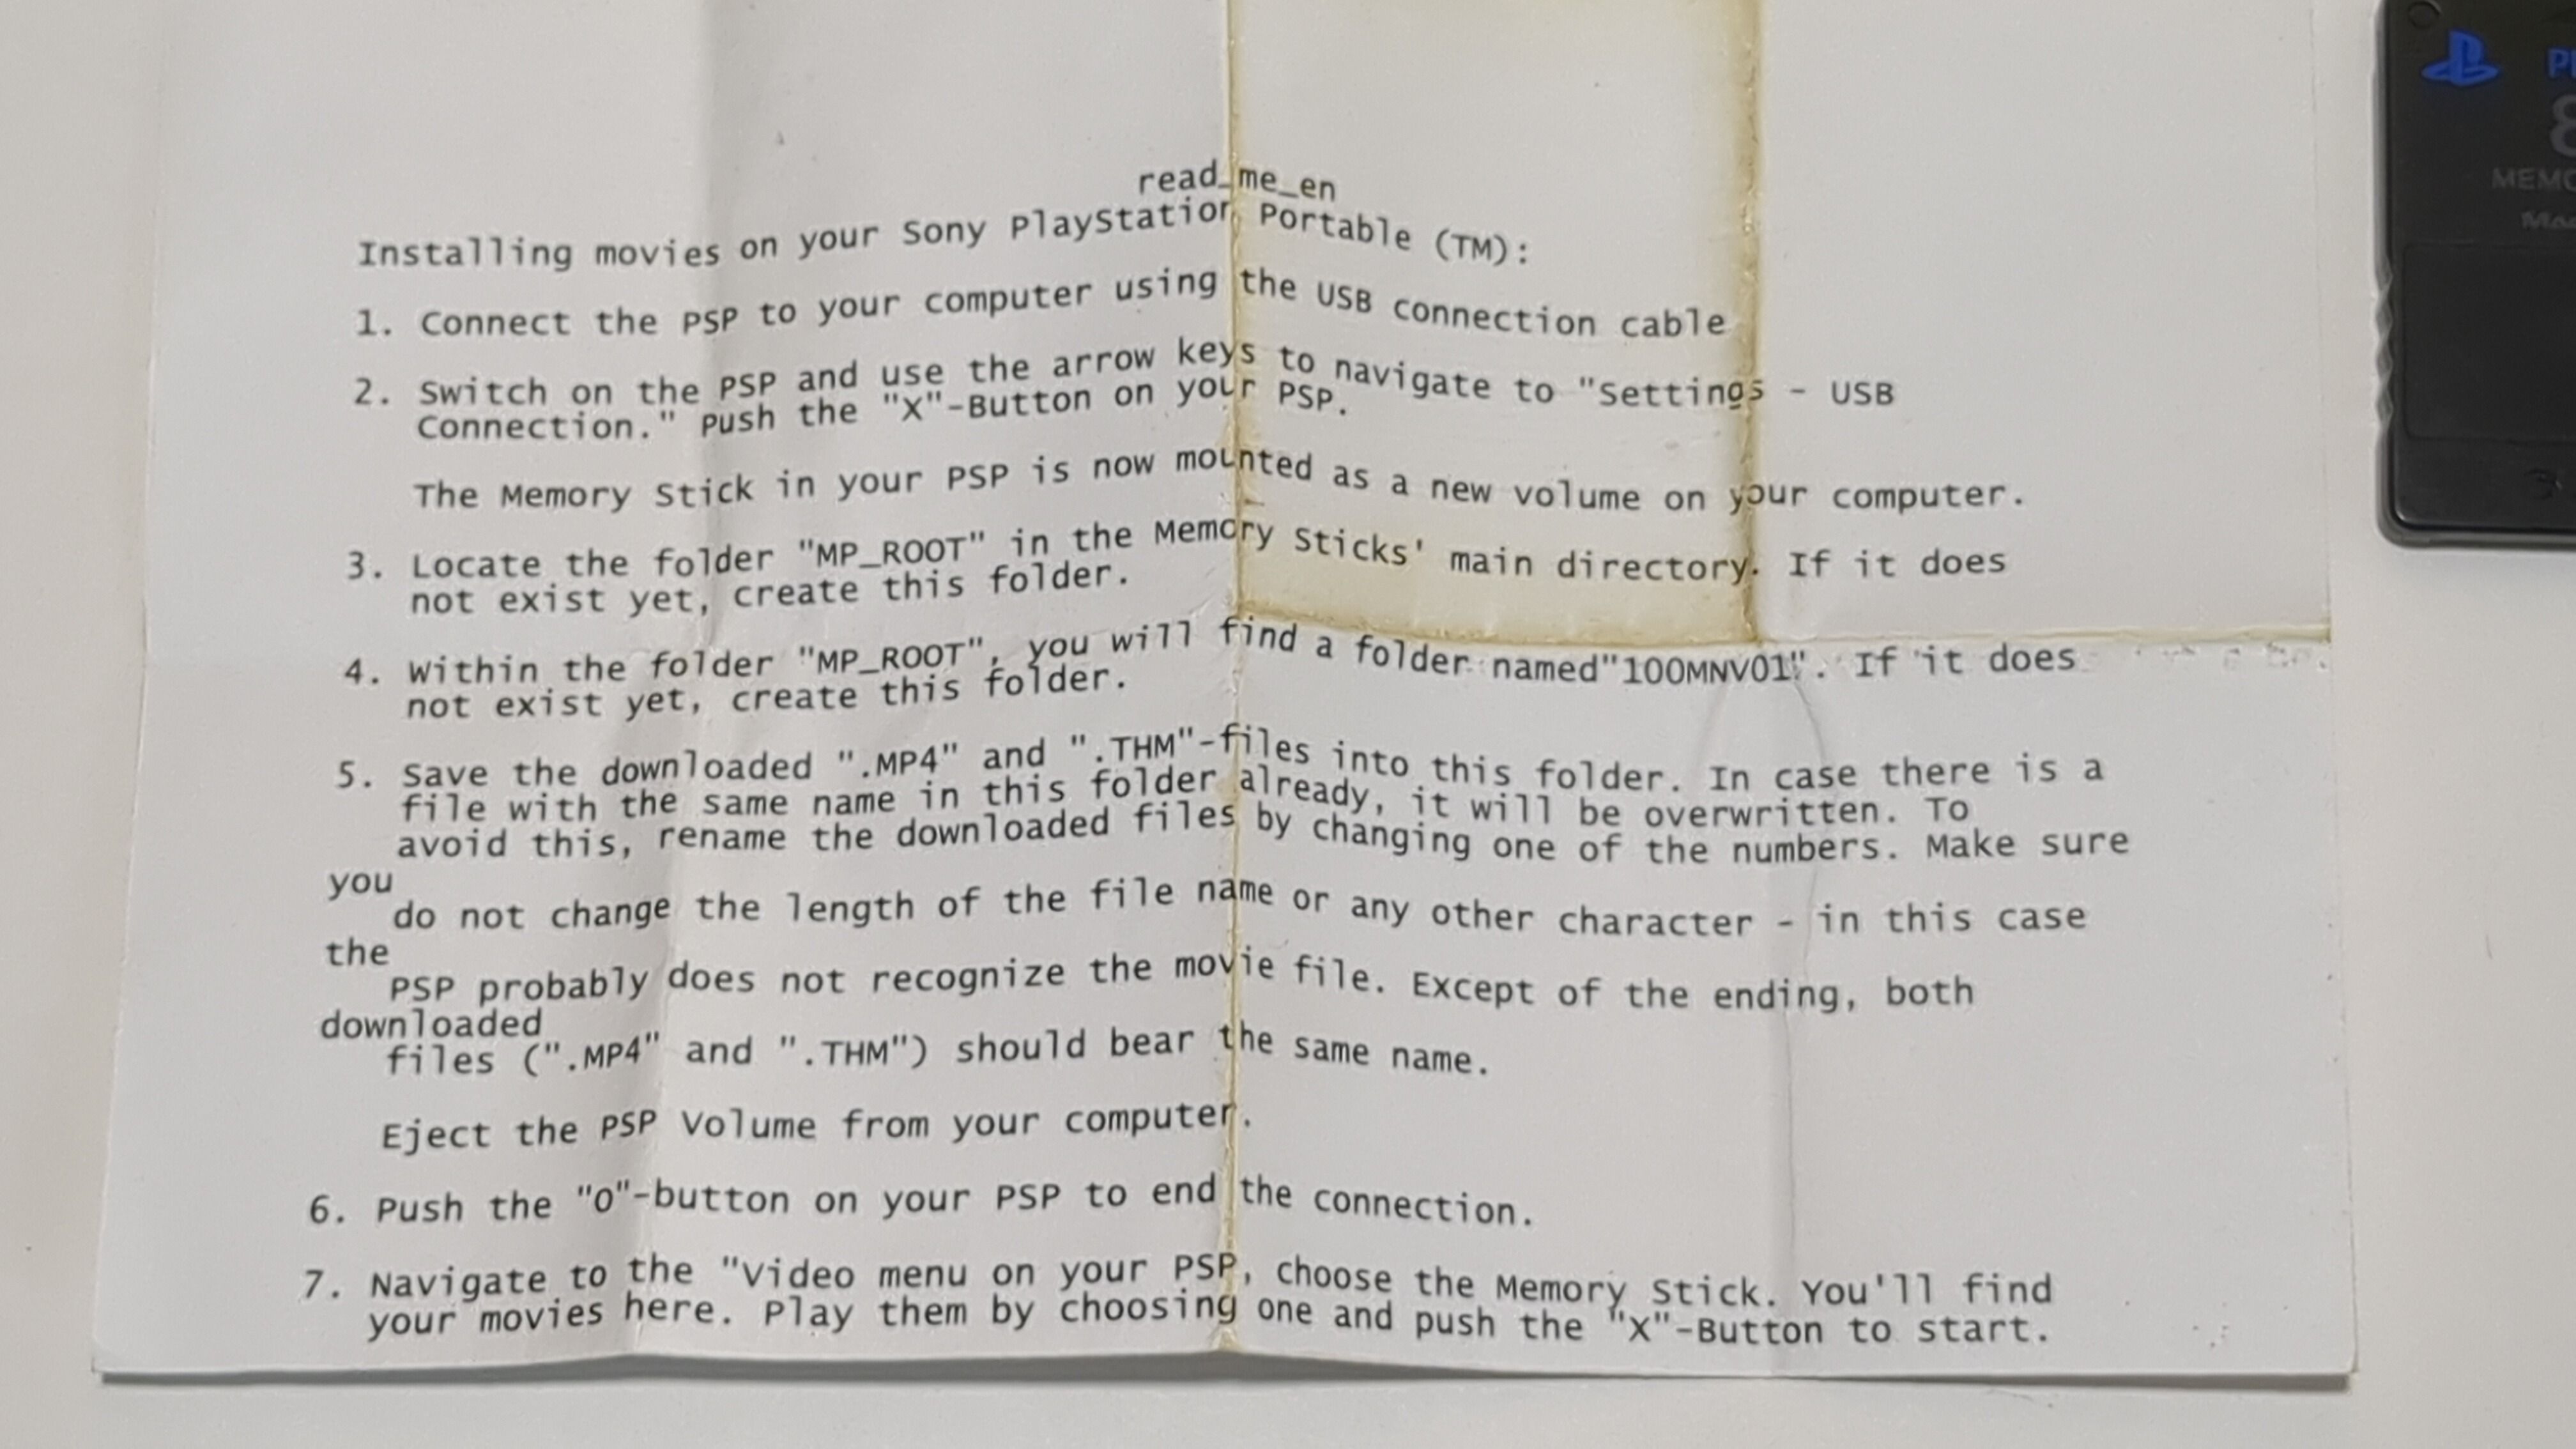 read_me_en
Installing movies on your Sony PlayStation Portable (TM):
1. Connect the PSP to your computer using the USB connection cable
2. Switch on the PSP and use the arrow keys to navigate to "Settings - USB
Connection." Push the "X"-Button on your PSP.
The Memory Stick in your PSP is now mounted as a new volume on your computer.
3. Locate the folder "MP_ROOT" in the Memory Sticks' main directory. If it does
not exist yet, create this folder.
4. Within the folder "MP_ROOT", you will find a folder named"100MNV01". If it does
not exist yet, create this folder.
5. Save the downloaded ".MP4" and ".THM"-files into this folder. In case there is a
file with the same name in this folder already, it will be overwritten. To
avoid this, rename the downloaded files by changing one of the numbers. Make sure
you
do not change the length of the file name or any other character - in this case
the
PSP probably does not recognize the movie file. Except of the ending, both
downloaded
files (".MP4" and ".THM") should bear the same name.
Eject the PSP Volume from your computer.
6. Push the "O"-button on your PSP to end the connection.
7. Navigate to the "Video menu on your PSP, choose the Memory Stick. You'll find
your movies here. Play them by choosing one and push the "X"-Button to start.
8